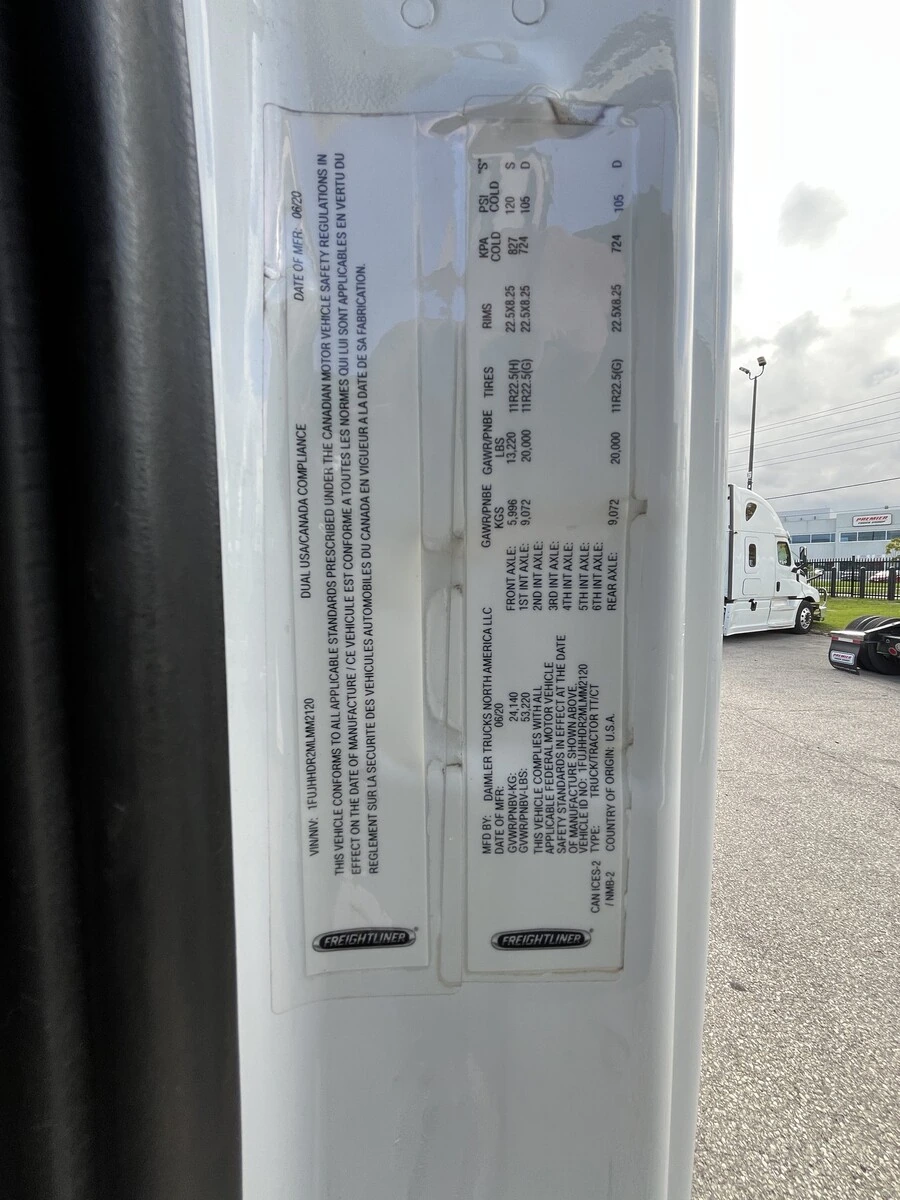 VIN/NIV: 1FUJHHDR2MLMM2120 DUAL USA/CANADA COMPLIANCE DATE OF MFR: 06/20
THIS VEHICLE CONFORMS TO ALL APPLICABLE STANDARDS PRESCRIBED UNDER THE CANADIAN MOTOR VEHICLE SAFETY REGULATIONS IN
EFFECT ON THE DATE OF MANUFACTURE / CE VEHICULE EST CONFORME A TOUTES LES NORMES QUI LUI SONT APPLICABLES EN VERTU DU
REGLEMENT SUR LA SECURITE DES VEHICULES AUTOMOBILES DU CANADA EN VIGUEUR A LA DATE DE SA FABRICATION.
FREIGHTLINER
MFD BY: DAIMLER TRUCKS NORTH AMERICA LLC
DATE OF MFR: 06/20
GVWR/PNBV-KG: 24,140
GVWR/PNBV-LBS: 53,220
THIS VEHICLE COMPLIES WITH ALL
APPLICABLE FEDERAL MOTOR VEHICLE
SAFETY STANDARDS IN EFFECT AT THE DATE
OF MANUFACTURE SHOWN ABOVE.
VEHICLE ID NO: 1FUJHHDR2MLMM2120
CAN ICES-2 TYPE: TRUCK/TRACTOR TT/CT
/ NMB-2 COUNTRY OF ORIGIN: U.S.A.
GAWR/PNBE GAWR/PNBE TIRES RIMS KPA PSI "S"
KGS LBS COLD COLD
FRONT AXLE: 5,996 13,220 11R22.5(H) 22.5X8.25 827 120 S
1ST INT AXLE: 9,072 20,000 11R22.5(G) 22.5X8.25 724 105 D
2ND INT AXLE:
3RD INT AXLE:
4TH INT AXLE:
5TH INT AXLE:
6TH INT AXLE:
REAR AXLE: 9,072 20,000 11R22.5(G) 22.5X8.25 724 105 D
FREIGHTLINER
PREMIER
PREMIER